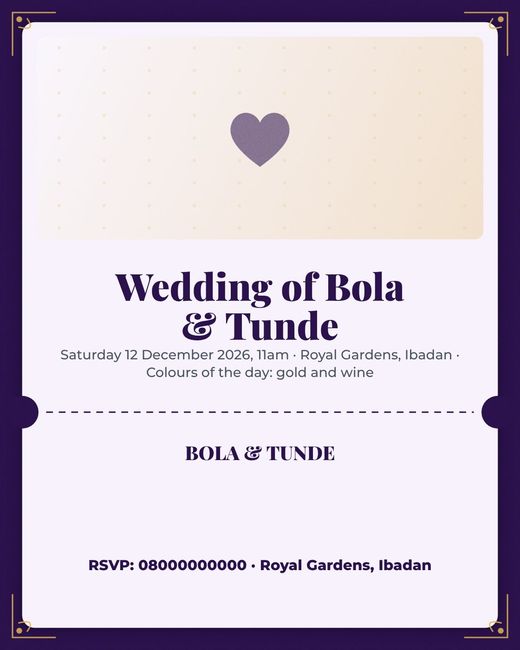 Wedding of Bola
& Tunde
Saturday 12 December 2026, 11am · Royal Gardens, Ibadan ·
Colours of the day: gold and wine
BOLA & TUNDE
RSVP: 08000000000 · Royal Gardens, Ibadan